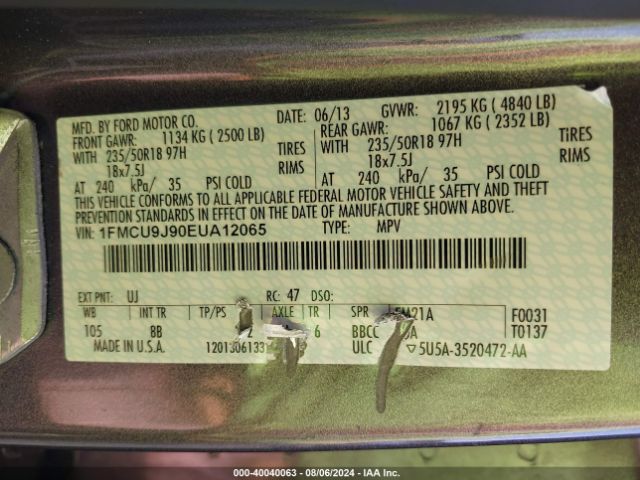 MFD. BY FORD MOTOR CO. DATE: 06/13 GVWR: 2195 KG ( 4840 LB)
FRONT GAWR: 1134 KG ( 2500 LB) REAR GAWR: 1067 KG ( 2352 LB)
WITH 235/50R18 97H TIRES WITH 235/50R18 97H TIRES
18x7.5J RIMS 18x7.5J RIMS
AT 240 kPa/ 35 PSI COLD AT 240 kPa/ 35 PSI COLD
THIS VEHICLE CONFORMS TO ALL APPLICABLE FEDERAL MOTOR VEHICLE SAFETY AND THEFT
PREVENTION STANDARDS IN EFFECT ON THE DATE OF MANUFACTURE SHOWN ABOVE.
VIN: 1FMCU9J90EUA12065 TYPE: MPV
EXT PNT: UJ RC: 47 DSO:
WB INT TR TP/PS AXLE TR SPR F0031
105 8B 6 BBCC T0137
MADE IN U.S.A. ULC 5U5A-3520472-AA
000-40040063 - 08/06/2024 - IAA Inc.